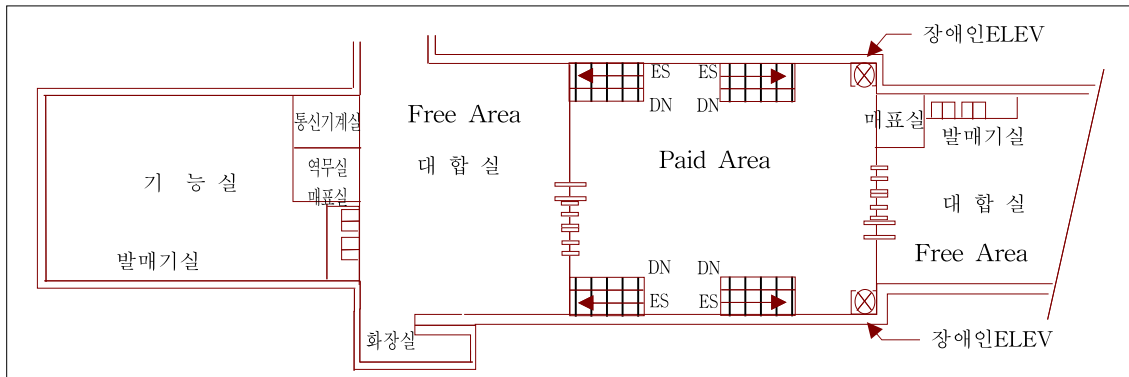 장애인ELEV
ES ES
DN DN
Free Area
대 합 실
Paid Area
통신기계실
역무실
매표실
기 능 실
발매기실
매표실
발매기실
대 합 실
Free Area
DN DN
ES ES
화장실
장애인ELEV